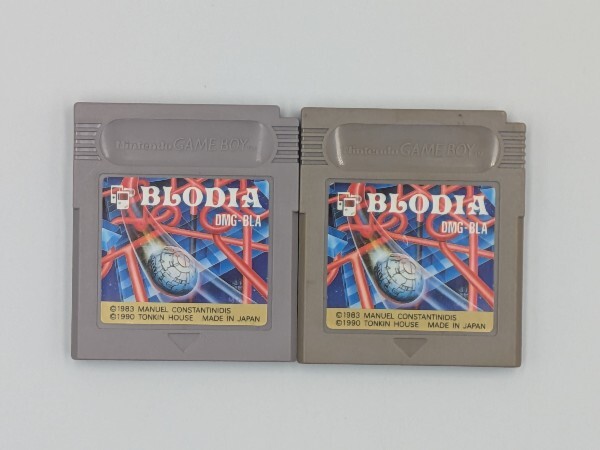 Nintendo GAME BOY
BLODIA
DMG-BLA
©1983 MANUEL CONSTANTINIDIS
©1990 TONKIN HOUSE MADE IN JAPAN
Nintendo GAME BOY
BLODIA
DMG-BLA
©1983 MANUEL CONSTANTINIDIS
©1990 TONKIN HOUSE MADE IN JAPAN